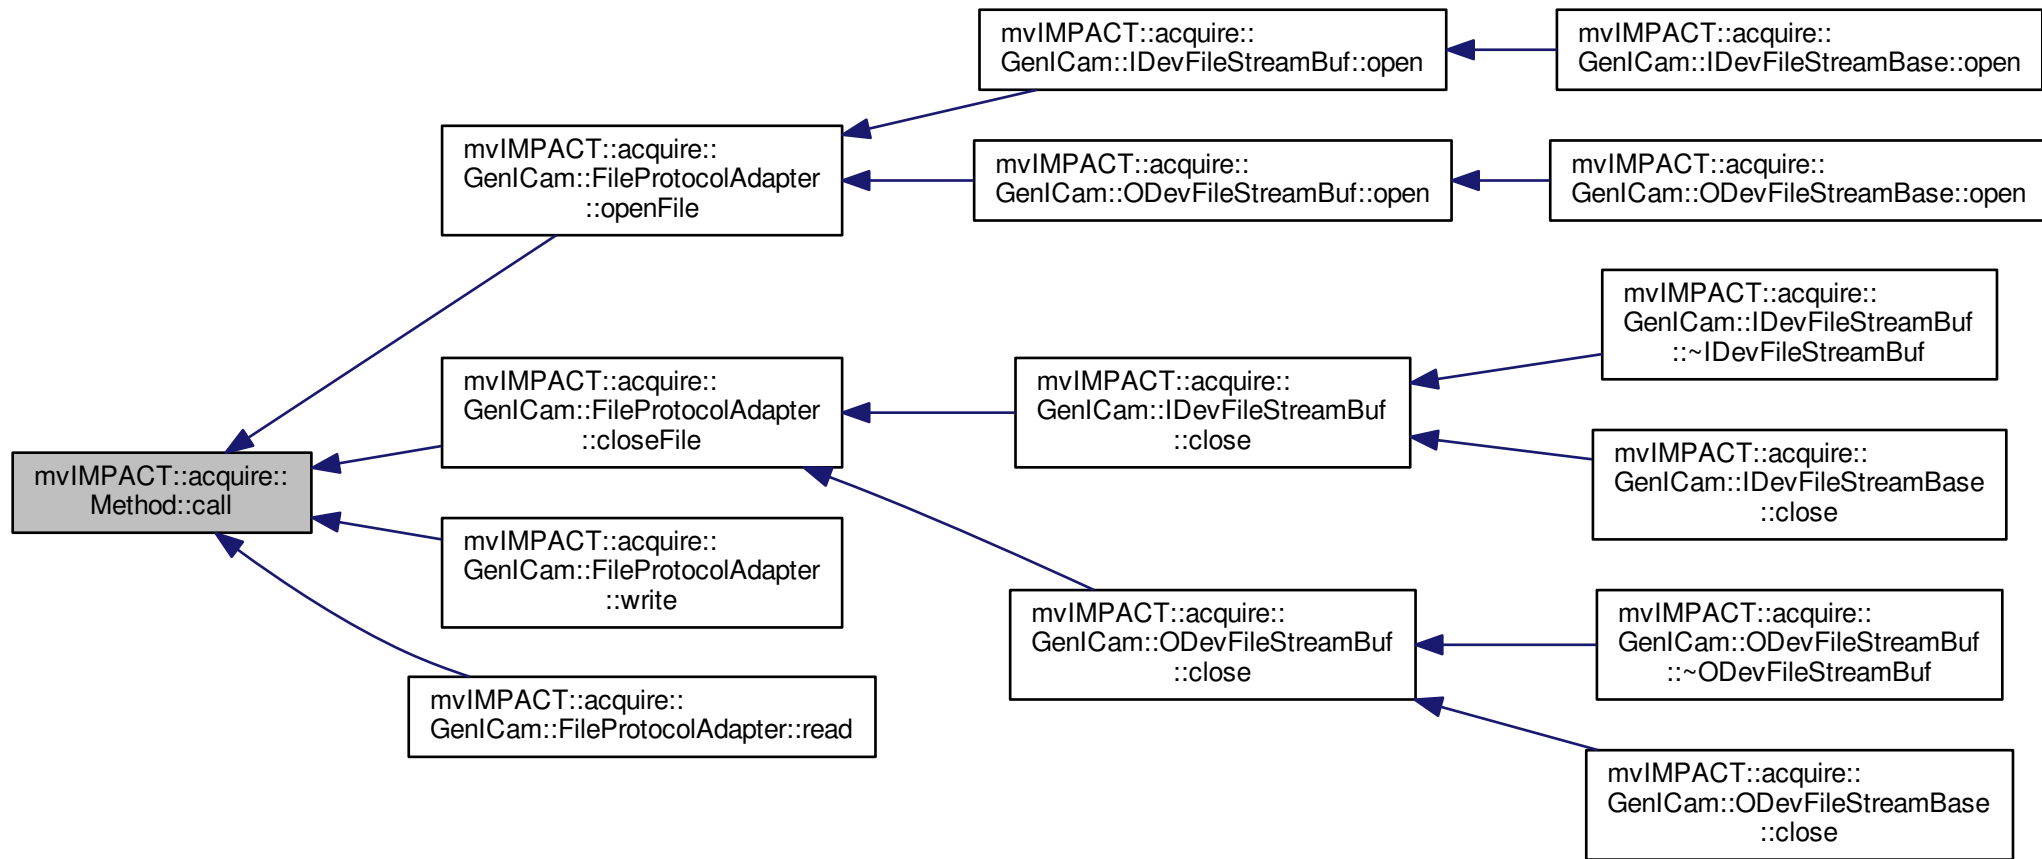 mvIMPACT::acquire::
Method::call
mvIMPACT::acquire::
GenICam::FileProtocolAdapter
::openFile
mvIMPACT::acquire::
GenICam::IDevFileStreamBuf::open
mvIMPACT::acquire::
GenICam::IDevFileStreamBase::open
mvIMPACT::acquire::
GenICam::ODevFileStreamBuf::open
mvIMPACT::acquire::
GenICam::ODevFileStreamBase::open
mvIMPACT::acquire::
GenICam::FileProtocolAdapter
::closeFile
mvIMPACT::acquire::
GenICam::IDevFileStreamBuf
::close
mvIMPACT::acquire::
GenICam::IDevFileStreamBuf
::~IDevFileStreamBuf
mvIMPACT::acquire::
GenICam::IDevFileStreamBase
::close
mvIMPACT::acquire::
GenICam::ODevFileStreamBuf
::close
mvIMPACT::acquire::
GenICam::ODevFileStreamBuf
::~ODevFileStreamBuf
mvIMPACT::acquire::
GenICam::ODevFileStreamBase
::close
mvIMPACT::acquire::
GenICam::FileProtocolAdapter
::write
mvIMPACT::acquire::
GenICam::FileProtocolAdapter::read